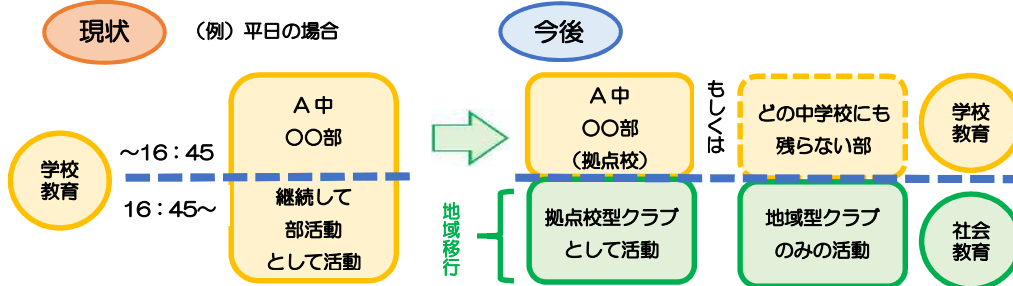 現状
（例）平日の場合
今後
学校
教育
～16：45
16：45～
A中
〇〇部
継続して
部活動
として活動
A中
〇〇部
（拠点校）
もしくは
どの中学校にも
残らない部
学校
教育
地域移行
拠点校型クラブ
として活動
地域型クラブ
のみの活動
社会
教育